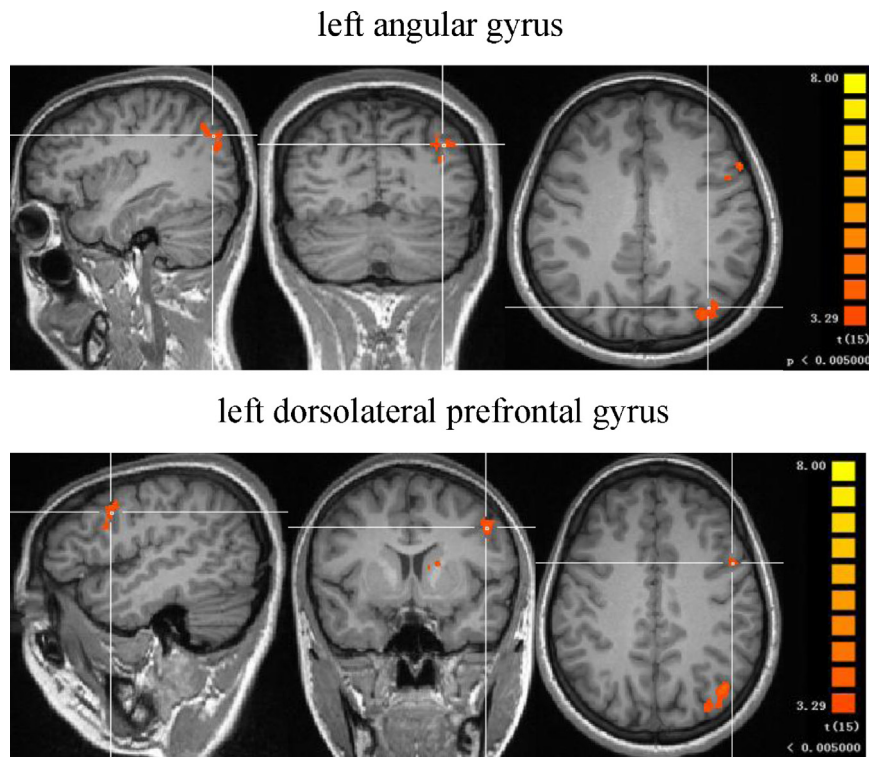 left angular gyrus
8.00
3.29
t(15)
p < 0.005000
left dorsolateral prefrontal gyrus
8.00
3.29
t(15)
< 0.005000